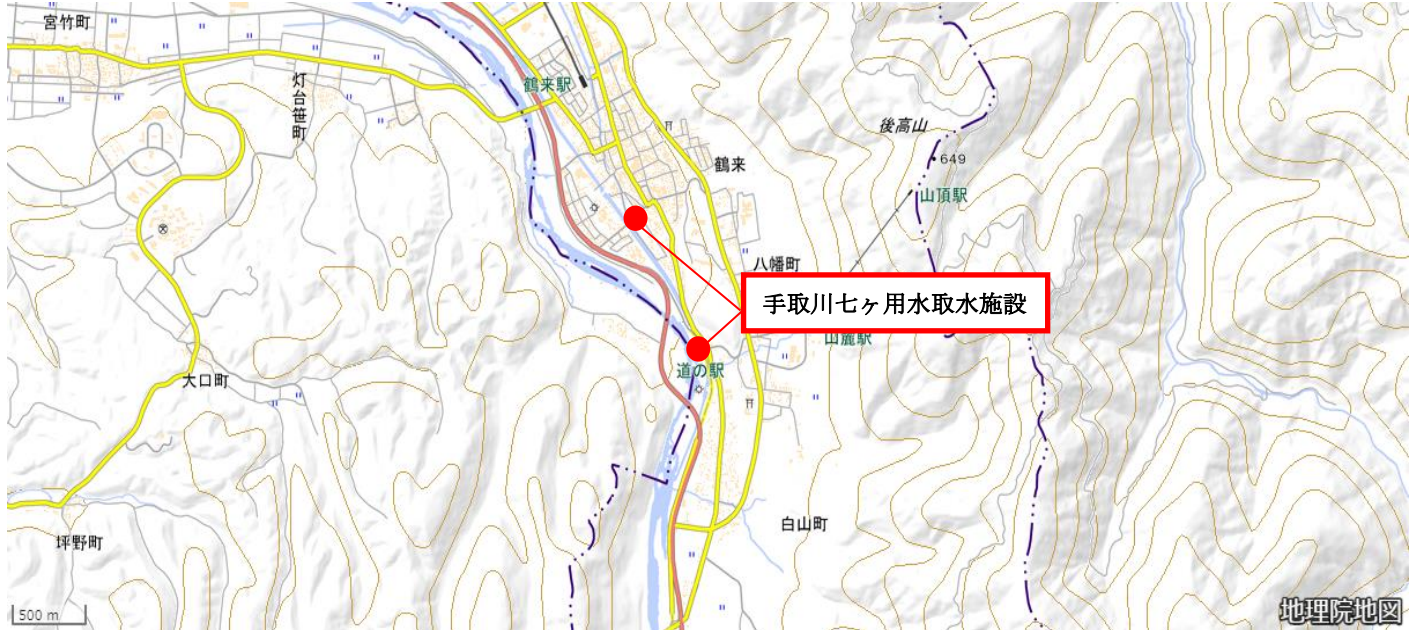 宮竹町
灯台笹町
鶴来駅
後高山
649
鶴来
山頂駅
八幡町
手取川七ヶ用水取水施設
山麓駅
道の駅
大口町
白山町
坪野町
500 m
地理院地図